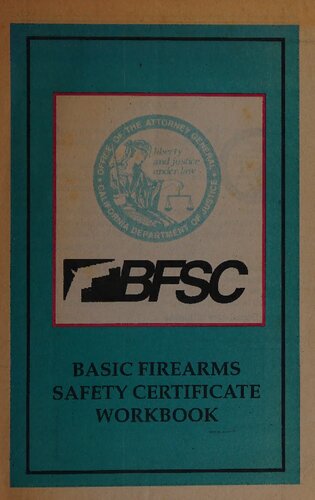 OFFICE OF THE ATTORNEY GENERAL
liberty
and justice
under law
CALIFORNIA DEPARTMENT OF JUSTICE
BFSC
BASIC FIREARMS
SAFETY CERTIFICATE
WORKBOOK